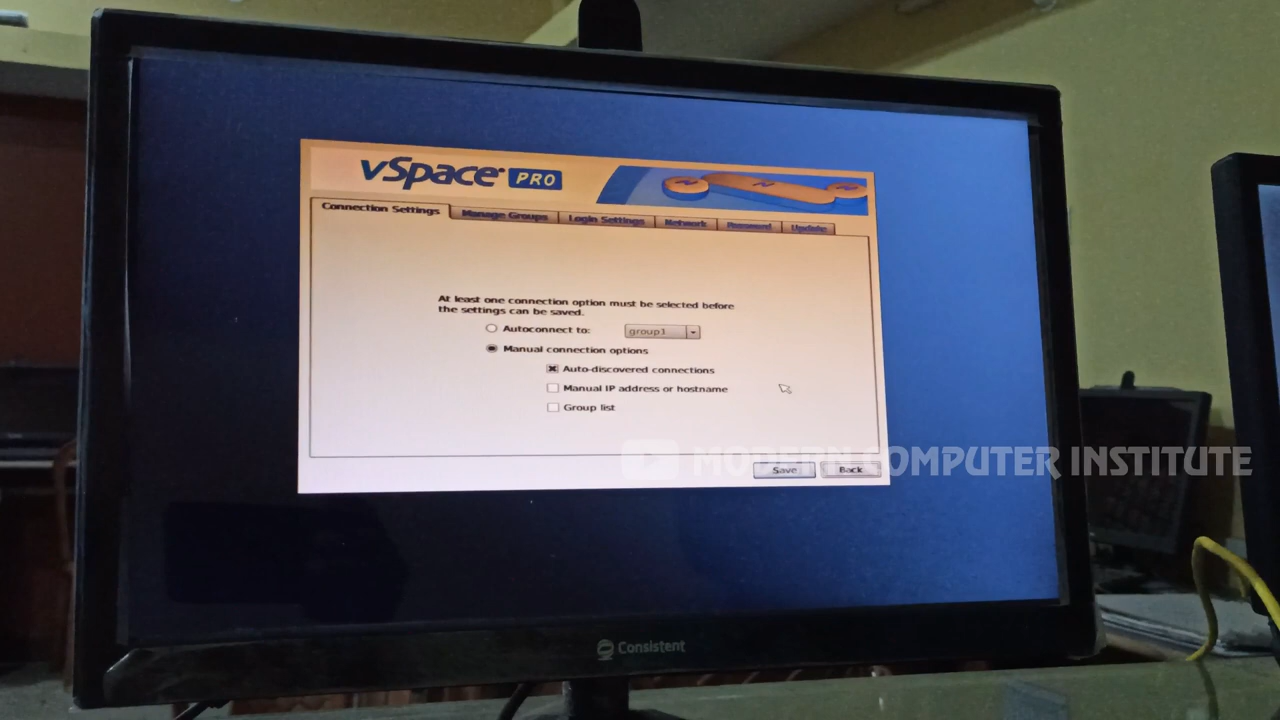 vSpace PRO
Connection Settings Manage Groups Login Settings Network Password Update
At least one connection option must be selected before
the settings can be saved.
Autoconnect to: group1
Manual connection options
Auto-discovered connections
Manual IP address or hostname
Group list
MODERN COMPUTER INSTITUTE
Save Back
Consistent